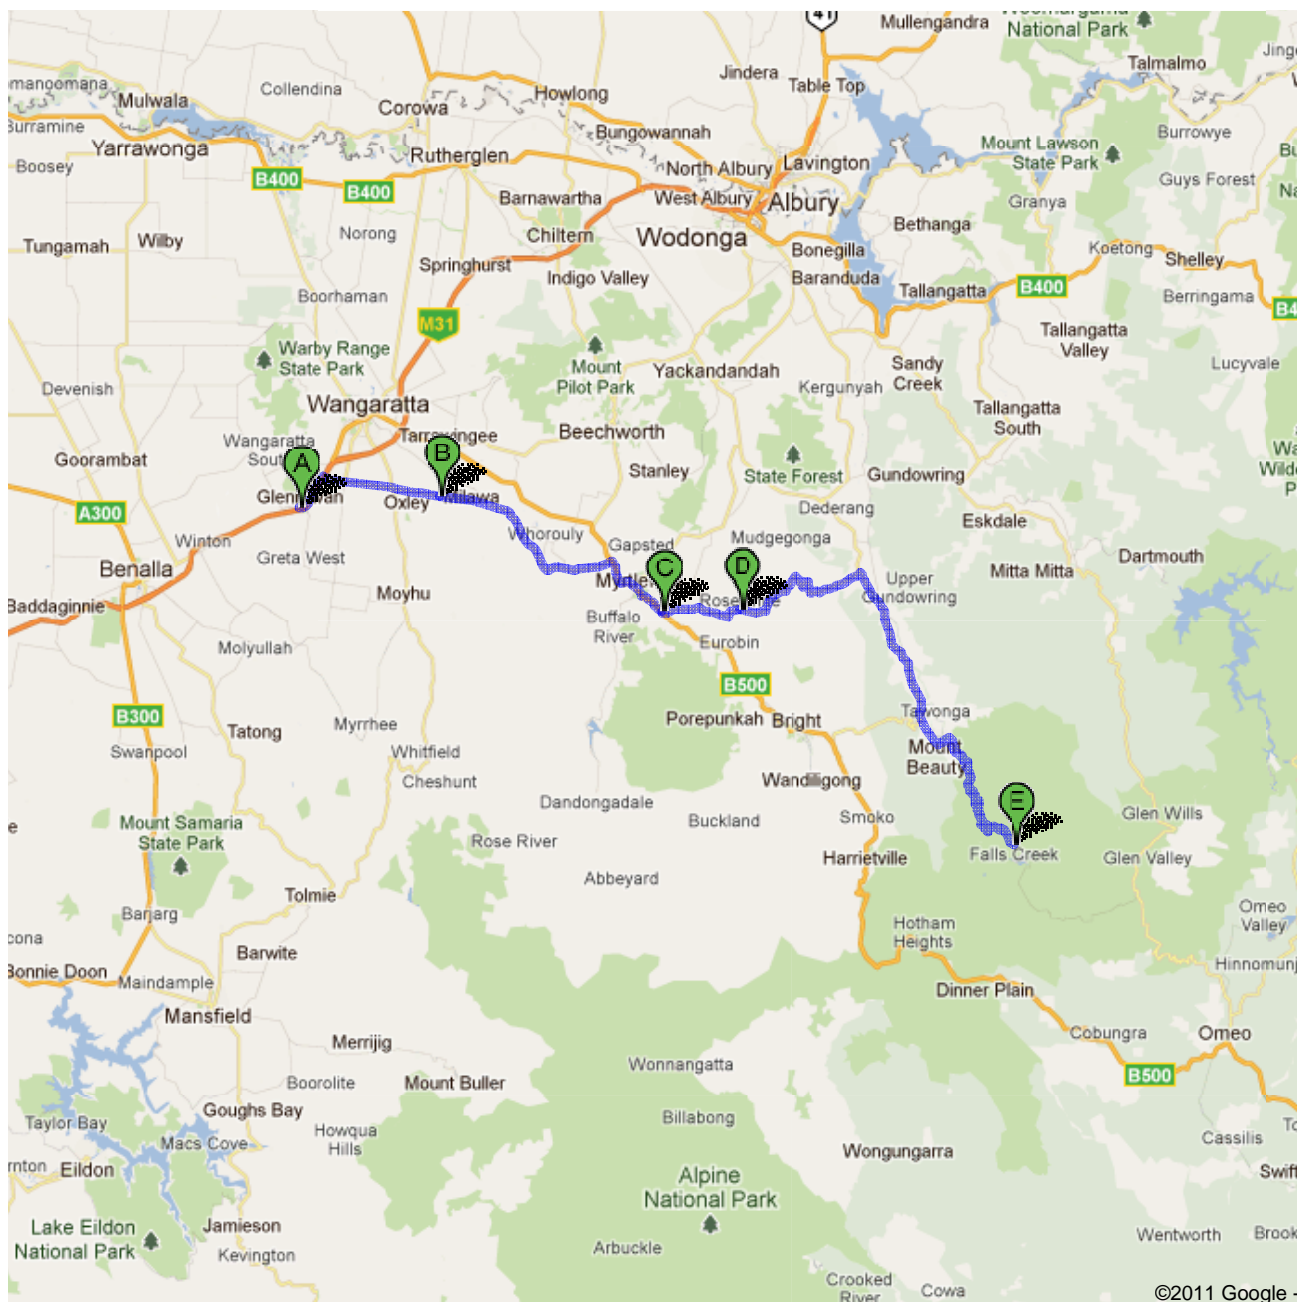 41
Mullengandra
National Park
Talmalmo
Jindera
Table Top
Collendina
Mulwala
Corowa
Howlong
Bungowannah
Burrowye
Yarrawonga
Rutherglen
Mount Lawson
State Park
Boosey
North Albury
Lavington
B400
B400
Barnawartha
West Albury
Albury
Guys Forest
Granya
Bethanga
Norong
Chiltern
Wodonga
Tungamah
Wilby
Bonegilla
Koetong
Shelley
Springhurst
Indigo Valley
Baranduda
Tallangatta
B400
Berringama
Boorhaman
M31
Tallangatta
Valley
Warby Range
State Park
Mount
Pilot Park
Yackandandah
Sandy
Creek
Lucyvale
Devenish
Kergunyah
Wangaratta
Tallangatta
South
Tarrawingee
Beechworth
Wangaratta
Goorambat
A
B
Stanley
State Forest
Gundowring
Oxley
Milawa
A300
Dederang
Eskdale
Winton
Whorouly
Gapsted
Mudgegonga
Greta West
Dartmouth
Benalla
C
D
Mitta Mitta
Moyhu
Upper
Gundowring
Baddaginnie
Buffalo
River
Molyullah
Eurobin
B500
B300
Tatong
Myrrhee
Porepunkah
Bright
Tawonga
Swanpool
Whitfield
Mount
Beauty
Cheshunt
Wandiligong
Dandongadale
E
Mount Samaria
State Park
Buckland
Smoko
Glen Wills
Rose River
Harrietville
Falls Creek
Glen Valley
Abbeyard
Tolmie
Barjarg
Omeo
Valley
Hotham
Heights
Barwite
Bonnie Doon
Maindample
Dinner Plain
Mansfield
Cobungra
Omeo
Merrijig
Wonnangatta
B500
Boorolite
Mount Buller
Goughs Bay
Billabong
Taylor Bay
Howqua
Hills
Macs Cove
Cassilis
Wongungarra
Eildon
Alpine
National Park
Lake Eildon
National Park
Jamieson
Wentworth
Kevington
Arbuckle
Crooked
River
Cowa
©2011 Google -